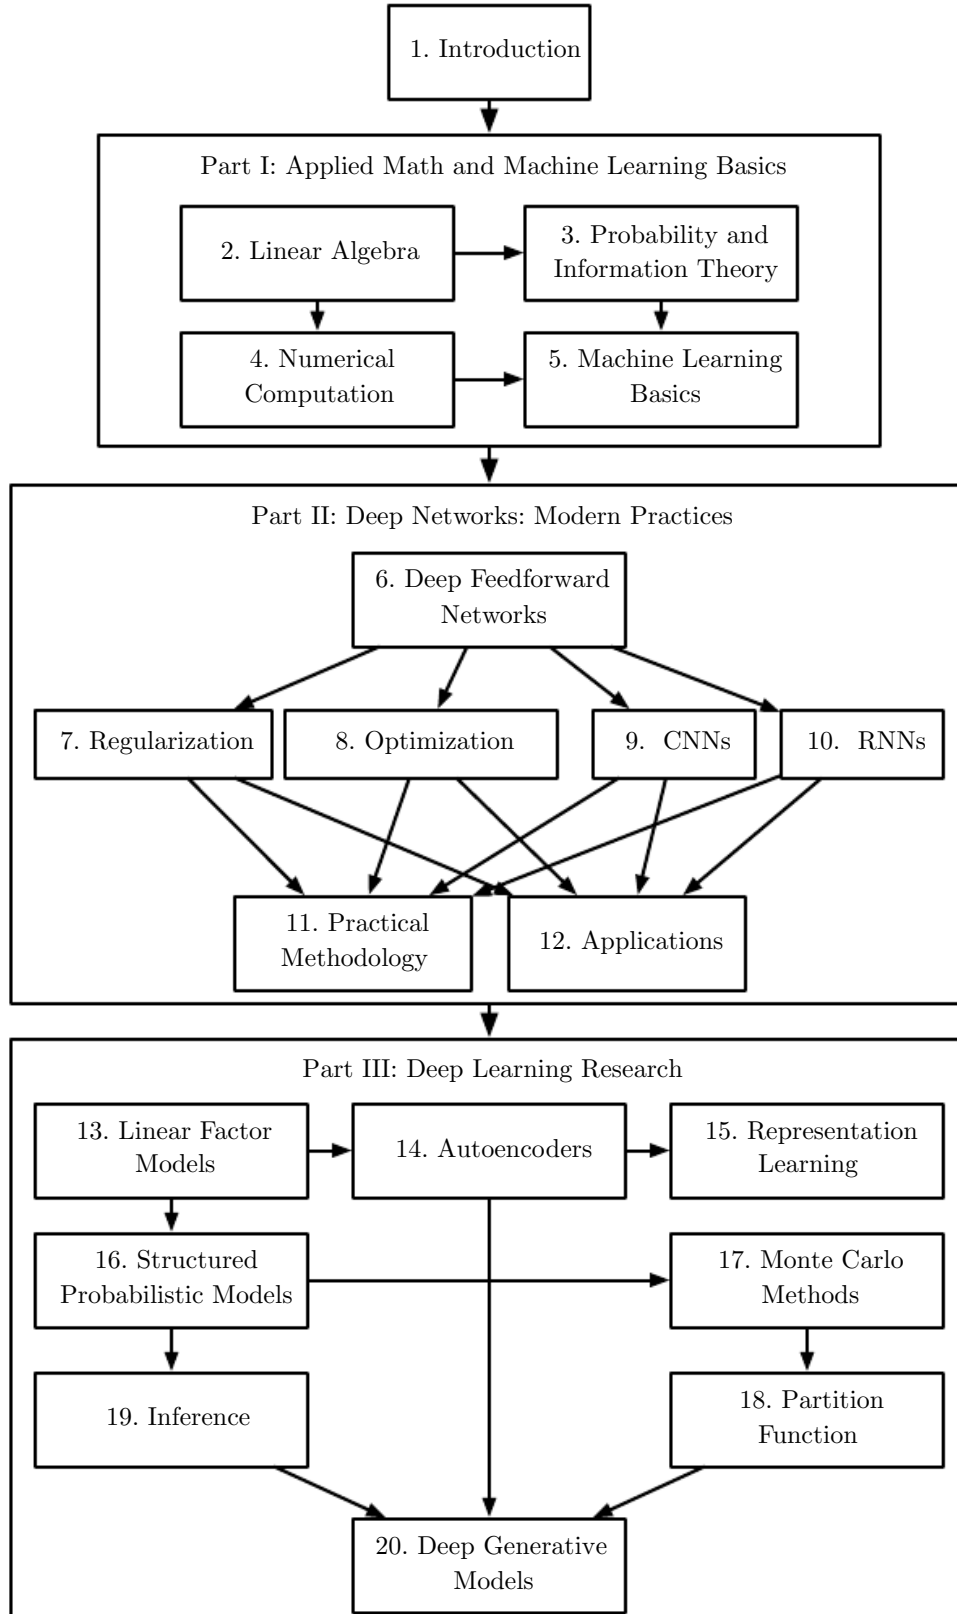 1. Introduction
Part I: Applied Math and Machine Learning Basics
2. Linear Algebra
3. Probability and
Information Theory
4. Numerical
Computation
5. Machine Learning
Basics
Part II: Deep Networks: Modern Practices
6. Deep Feedforward
Networks
7. Regularization
8. Optimization
9. CNNs
10. RNNs
11. Practical
Methodology
12. Applications
Part III: Deep Learning Research
13. Linear Factor
Models
14. Autoencoders
15. Representation
Learning
16. Structured
Probabilistic Models
17. Monte Carlo
Methods
19. Inference
18. Partition
Function
20. Deep Generative
Models